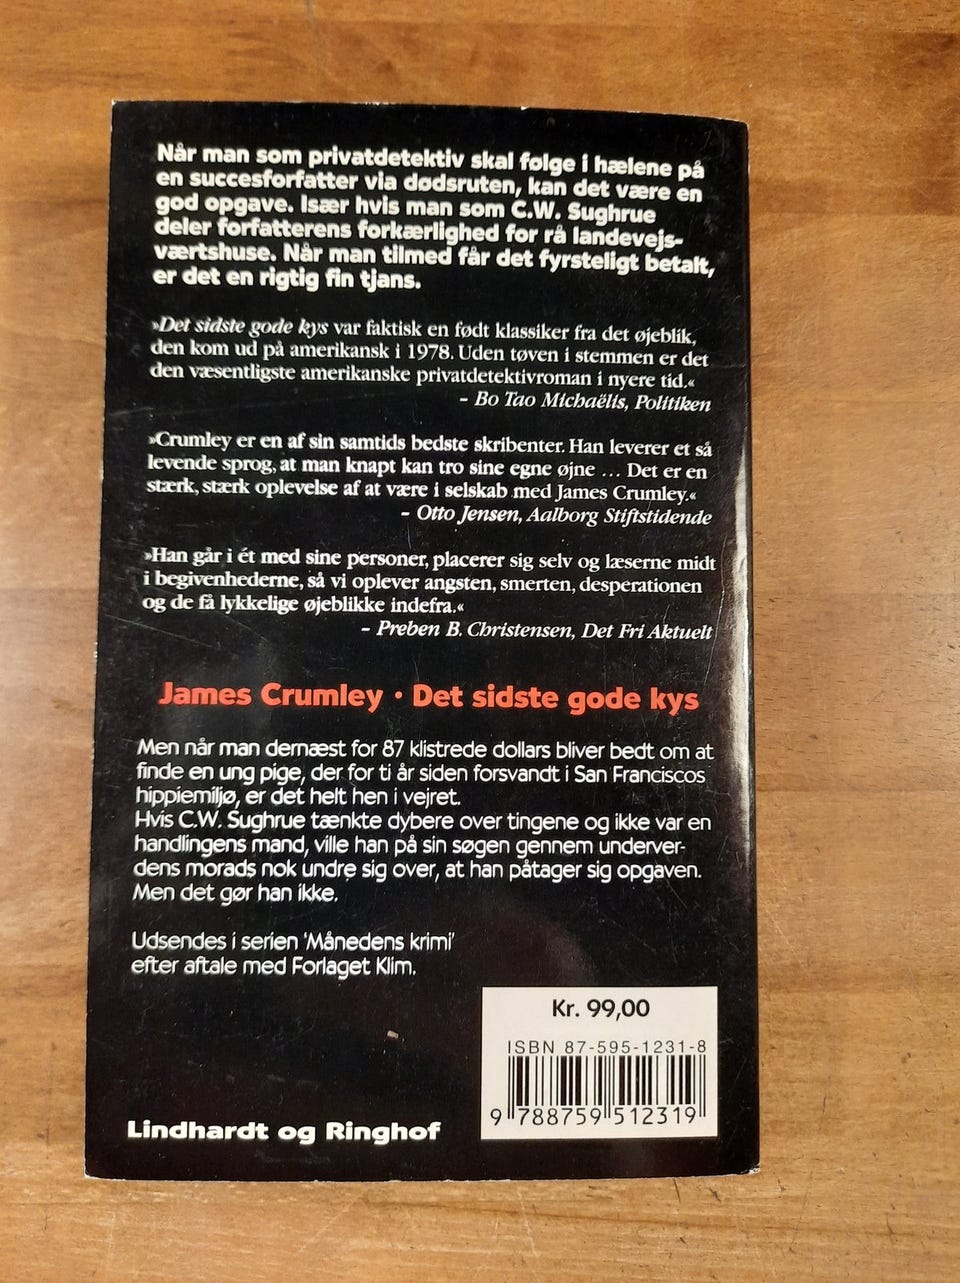 Når man som privatdetektiv skal følge i hælene på
en succesforfatter via dødsruten, kan det være en
god opgave. Især hvis man som C.W. Sughrue
deler forfatterens forkærlighed for rå landevejs-
værtshuse. Når man tilmed får det fyrsteligt betalt,
er det en rigtig fin tjans.
»Det sidste gode kys var faktisk en født klassiker fra det øjeblik,
den kom ud på amerikansk i 1978. Uden tøven i stemmen er det
den væsentligste amerikanske privatdetektivroman i nyere tid.«
– Bo Tao Michaëlis, Politiken
»Crumley er en af sin samtids bedste skribenter. Han leverer et så
levende sprog, at man knapt kan tro sine egne øjne ... Det er en
stærk, stærk oplevelse af at være i selskab med James Crumley.«
– Otto Jensen, Aalborg Stiftstidende
»Han går i ét med sine personer, placerer sig selv og læserne midt
i begivenhederne, så vi oplever angsten, smerten, desperationen
og de få lykkelige øjeblikke indefra.«
– Preben B. Christensen, Det Fri Aktuelt
James Crumley · Det sidste gode kys
Men når man dernæst for 87 klistrede dollars bliver bedt om at
finde en ung pige, der for ti år siden forsvandt i San Franciscos
hippiemiljø, er det helt hen i vejret.
Hvis C.W. Sughrue tænkte dybere over tingene og ikke var en
handlingens mand, ville han på sin søgen gennem underver-
dens morads nok undre sig over, at han påtager sig opgaven.
Men det gør han ikke.
Udsendes i serien 'Månedens krimi'
efter aftale med Forlaget Klim.
Kr. 99,00
ISBN 87-595-1231-8
9 788759 512319
Lindhardt og Ringhof